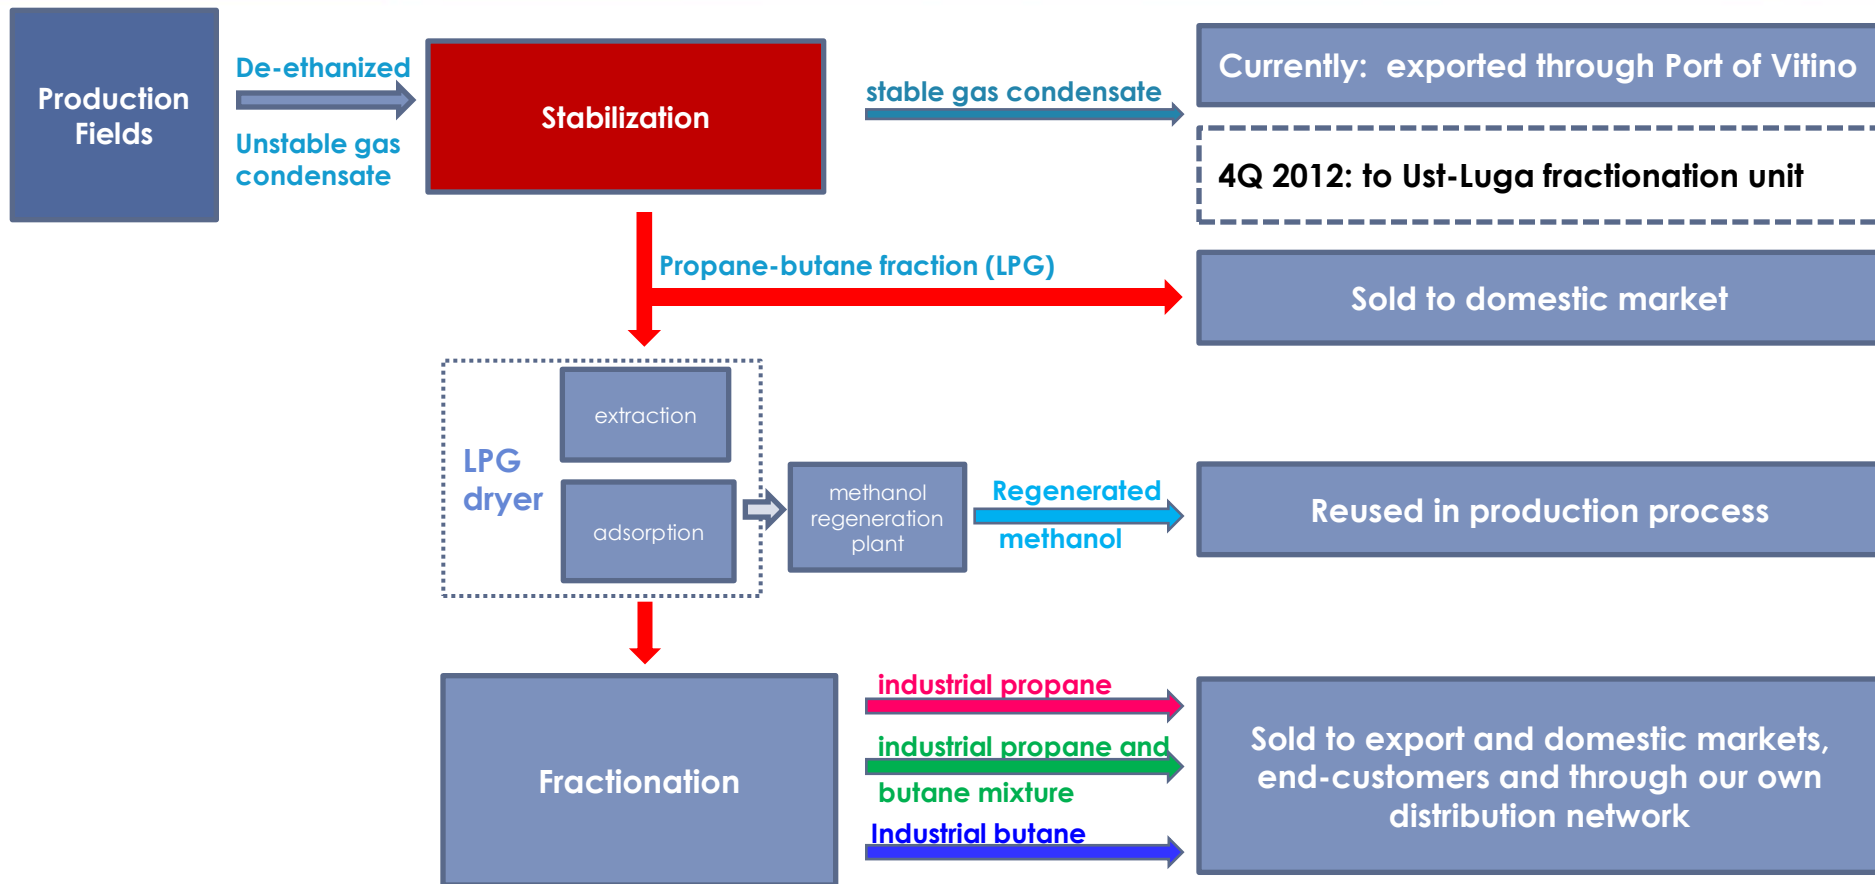 Production
Fields
De-ethanized
Unstable gas
condensate
Stabilization
stable gas condensate
Currently:  exported through Port of Vitino
4Q 2012: to Ust-Luga fractionation unit
Propane-butane fraction (LPG)
Sold to domestic market
LPG
dryer
extraction
adsorption
methanol
regeneration
plant
Regenerated
methanol
Reused in production process
Fractionation
industrial propane
industrial propane and
butane mixture
Industrial butane
Sold to export and domestic markets,
end-customers and through our own
distribution network